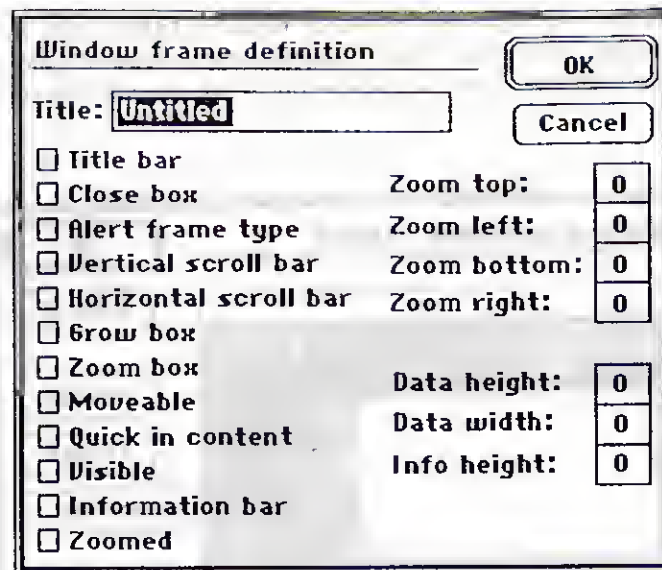 Window frame definition
OK
Title: Untitled
Cancel
Title bar
Close box
Alert frame type
Vertical scroll bar
Horizontal scroll bar
Grow box
Zoom box
Moveable
Quick in content
Visible
Information bar
Zoomed
Zoom top: 0
Zoom left: 0
Zoom bottom: 0
Zoom right: 0
Data height: 0
Data width: 0
Info height: 0